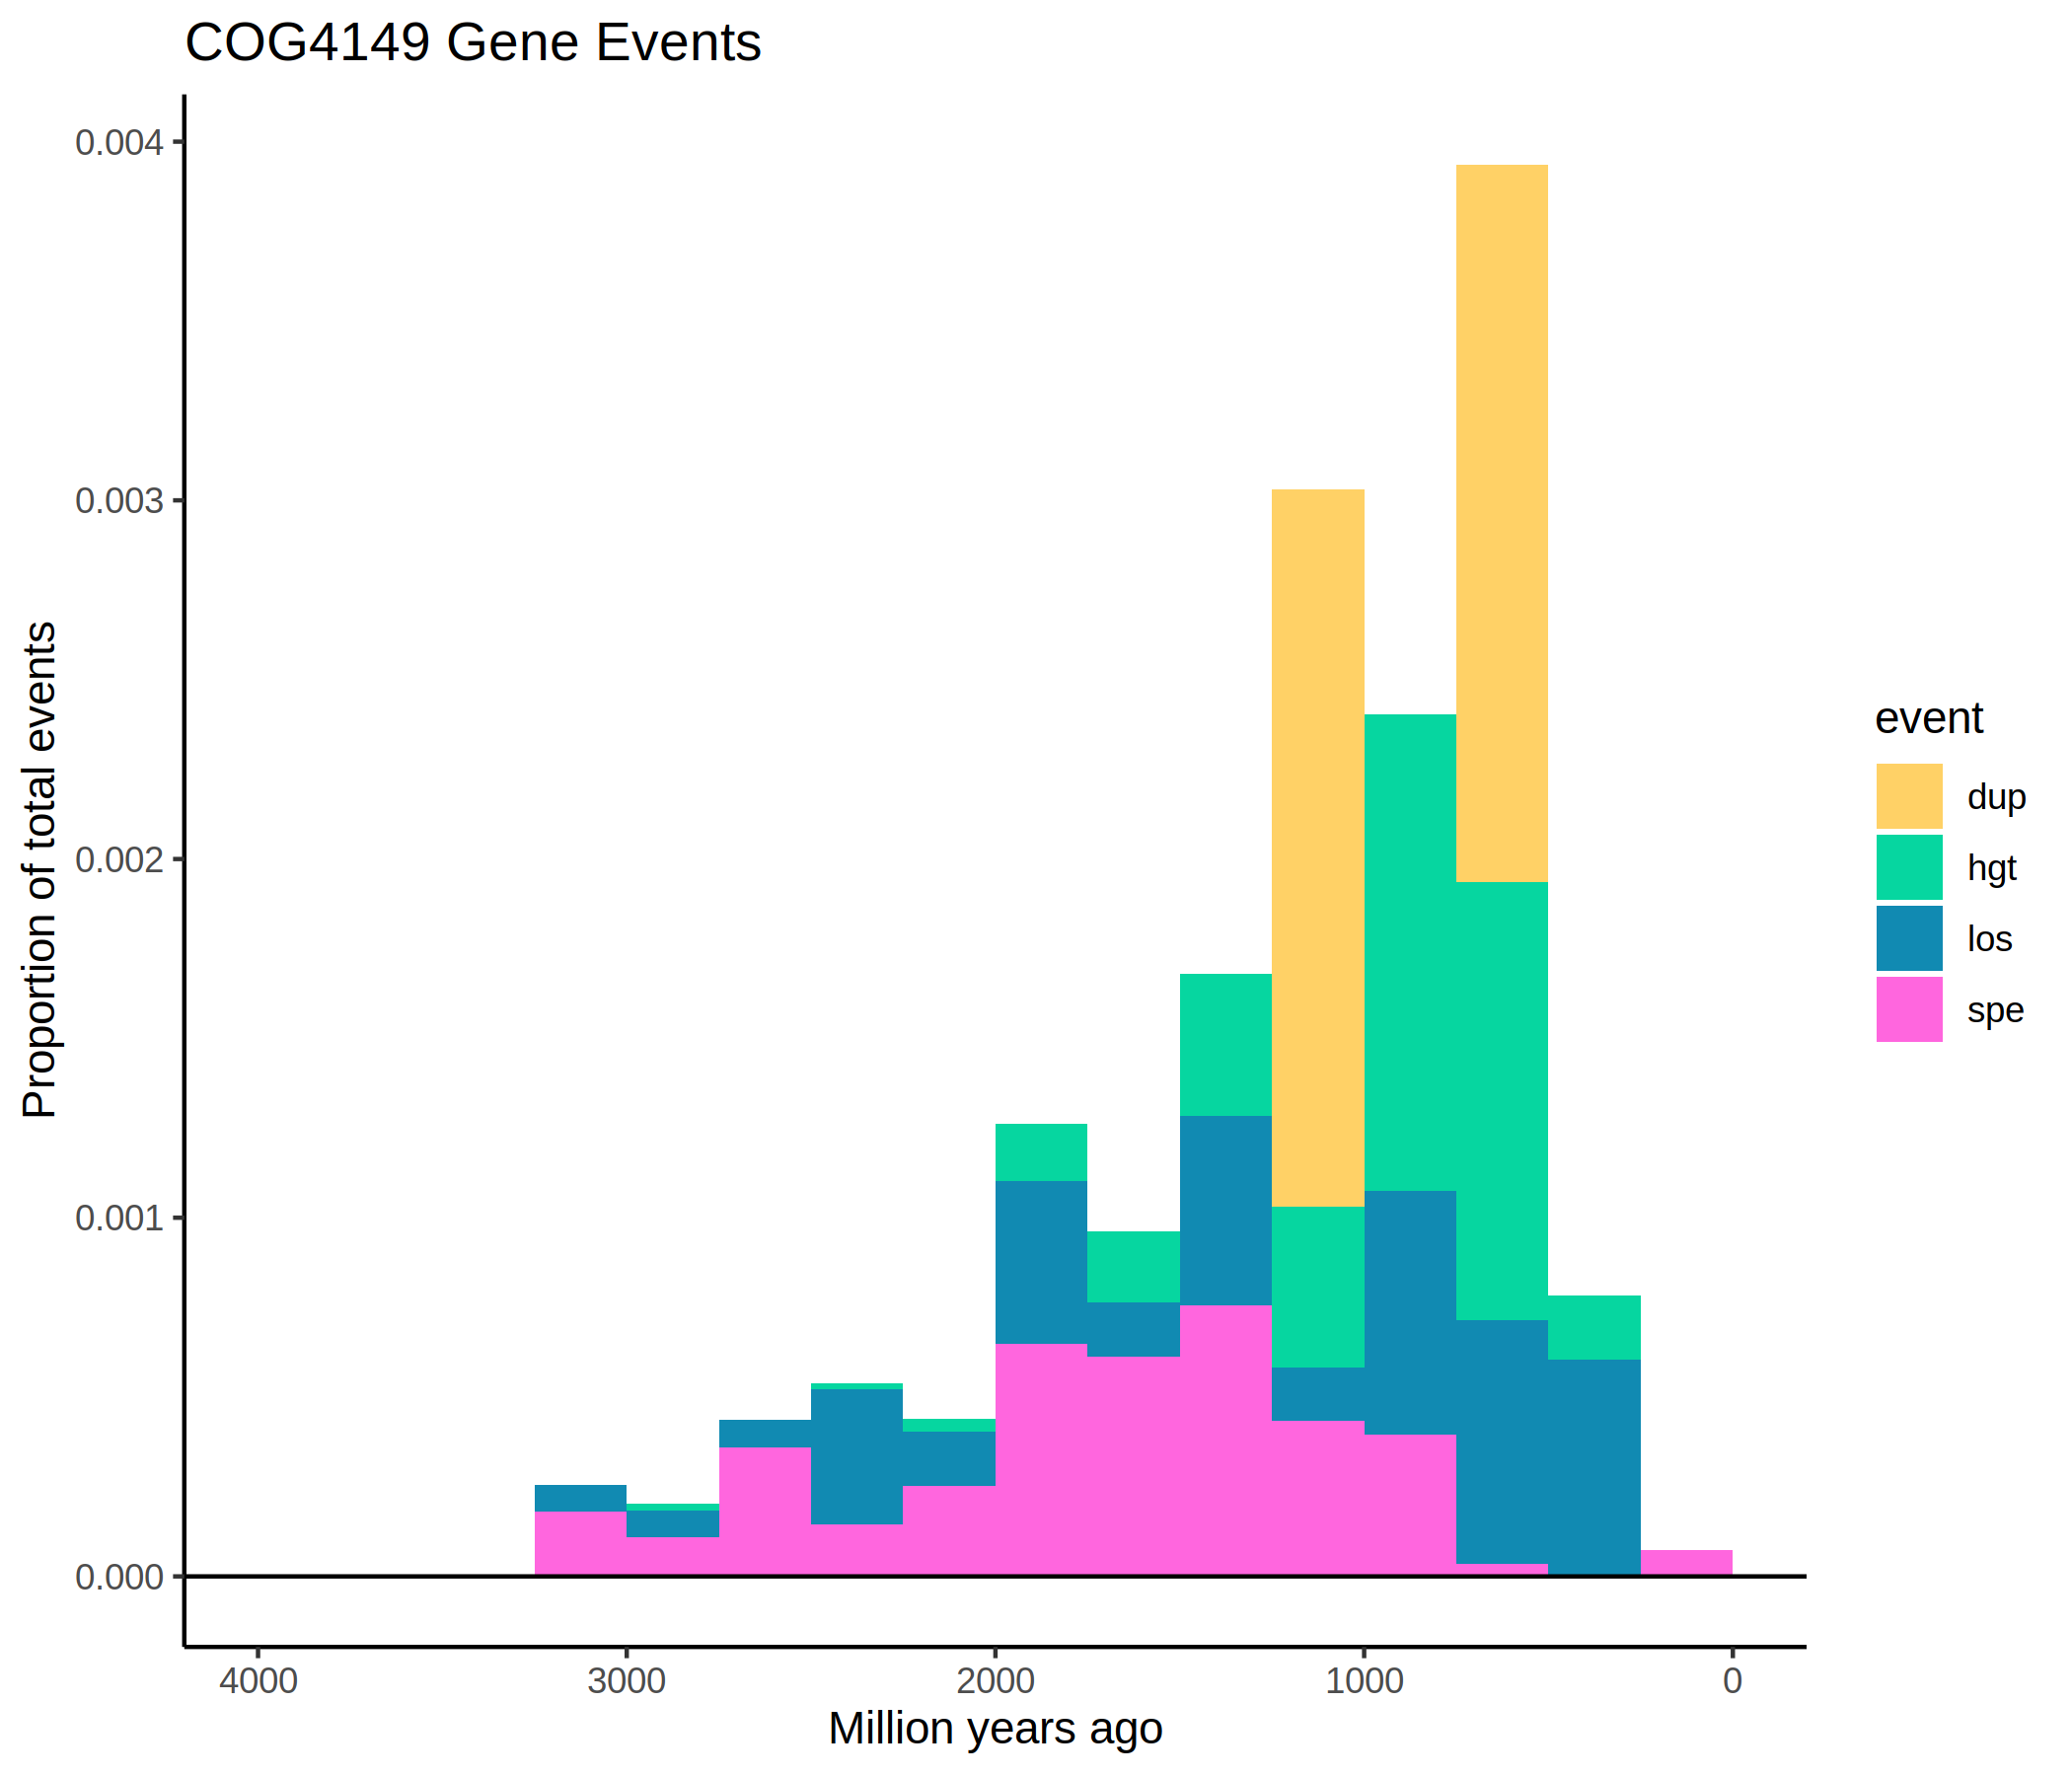 COG4149 Gene Events
Proportion of total events
0.004
0.003
0.002
0.001
0.000
4000 3000 2000 1000 0
Million years ago
event
dup
hgt
los
spe